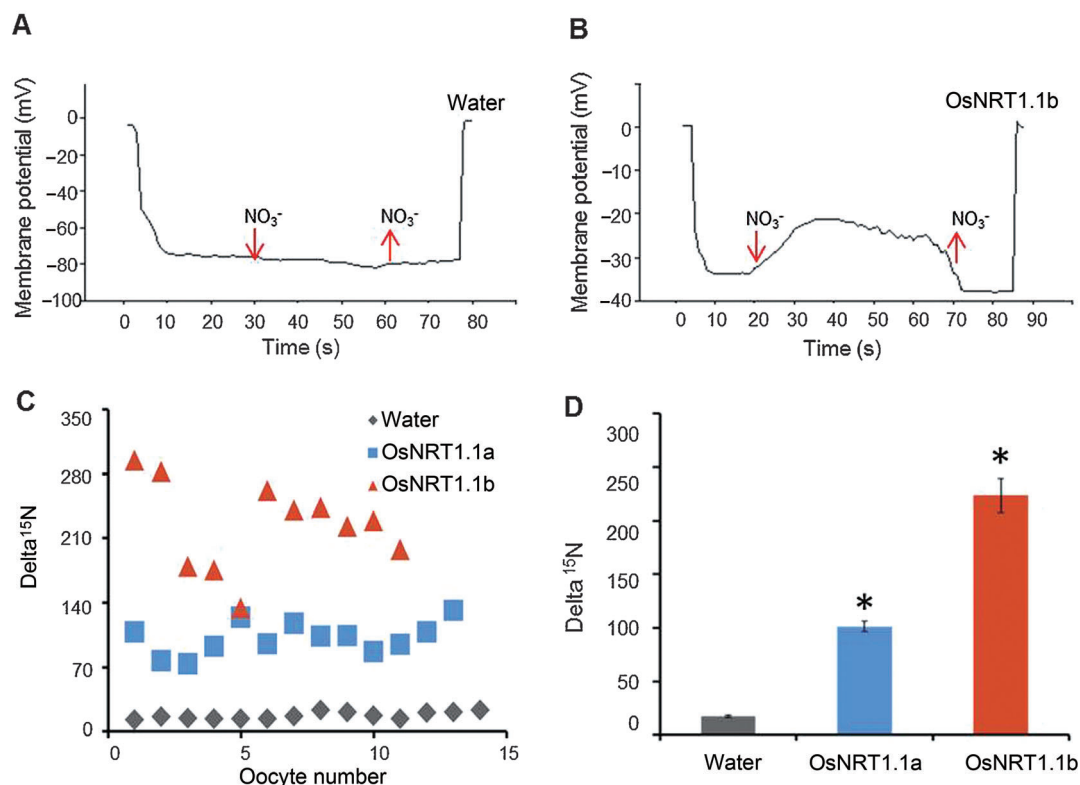 A
Membrane potential (mV)
0
−20
−40
−60
−80
−100
Water
NO₃⁻
NO₃⁻
0 10 20 30 40 50 60 70 80
Time (s)
B
Membrane potential (mV)
0
−10
−20
−30
−40
OsNRT1.1b
NO₃⁻
NO₃⁻
0 10 20 30 40 50 60 70 80 90
Time (s)
C
Delta¹⁵N
350
280
210
140
70
0
Water
OsNRT1.1a
OsNRT1.1b
0 5 10 15
Oocyte number
D
Delta ¹⁵N
300
250
200
150
100
50
0
*
*
Water OsNRT1.1a OsNRT1.1b